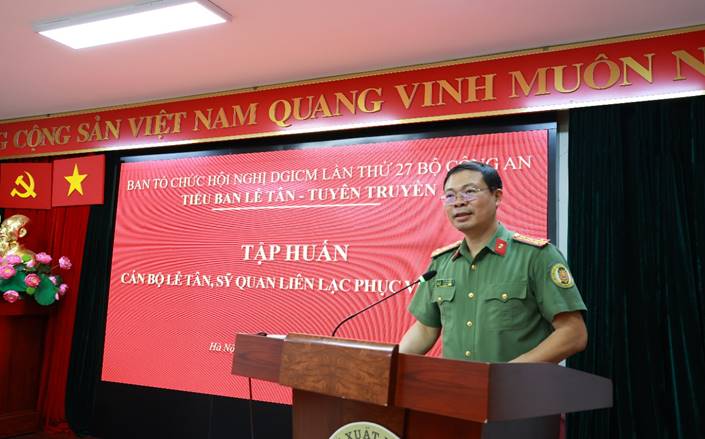 CỘNG SẢN VIỆT NAM QUANG VINH MUÔN N
BAN TỔ CHỨC HỘI NGHỊ DGICM LẦN THỨ 27 BỘ CÔNG AN
TIỂU BAN LỄ TÂN - TUYÊN TRUYỀN
TẬP HUẤN
CÁN BỘ LỄ TÂN, SỸ QUAN LIÊN LẠC PHỤC V
Hà Nộ
XUẤT